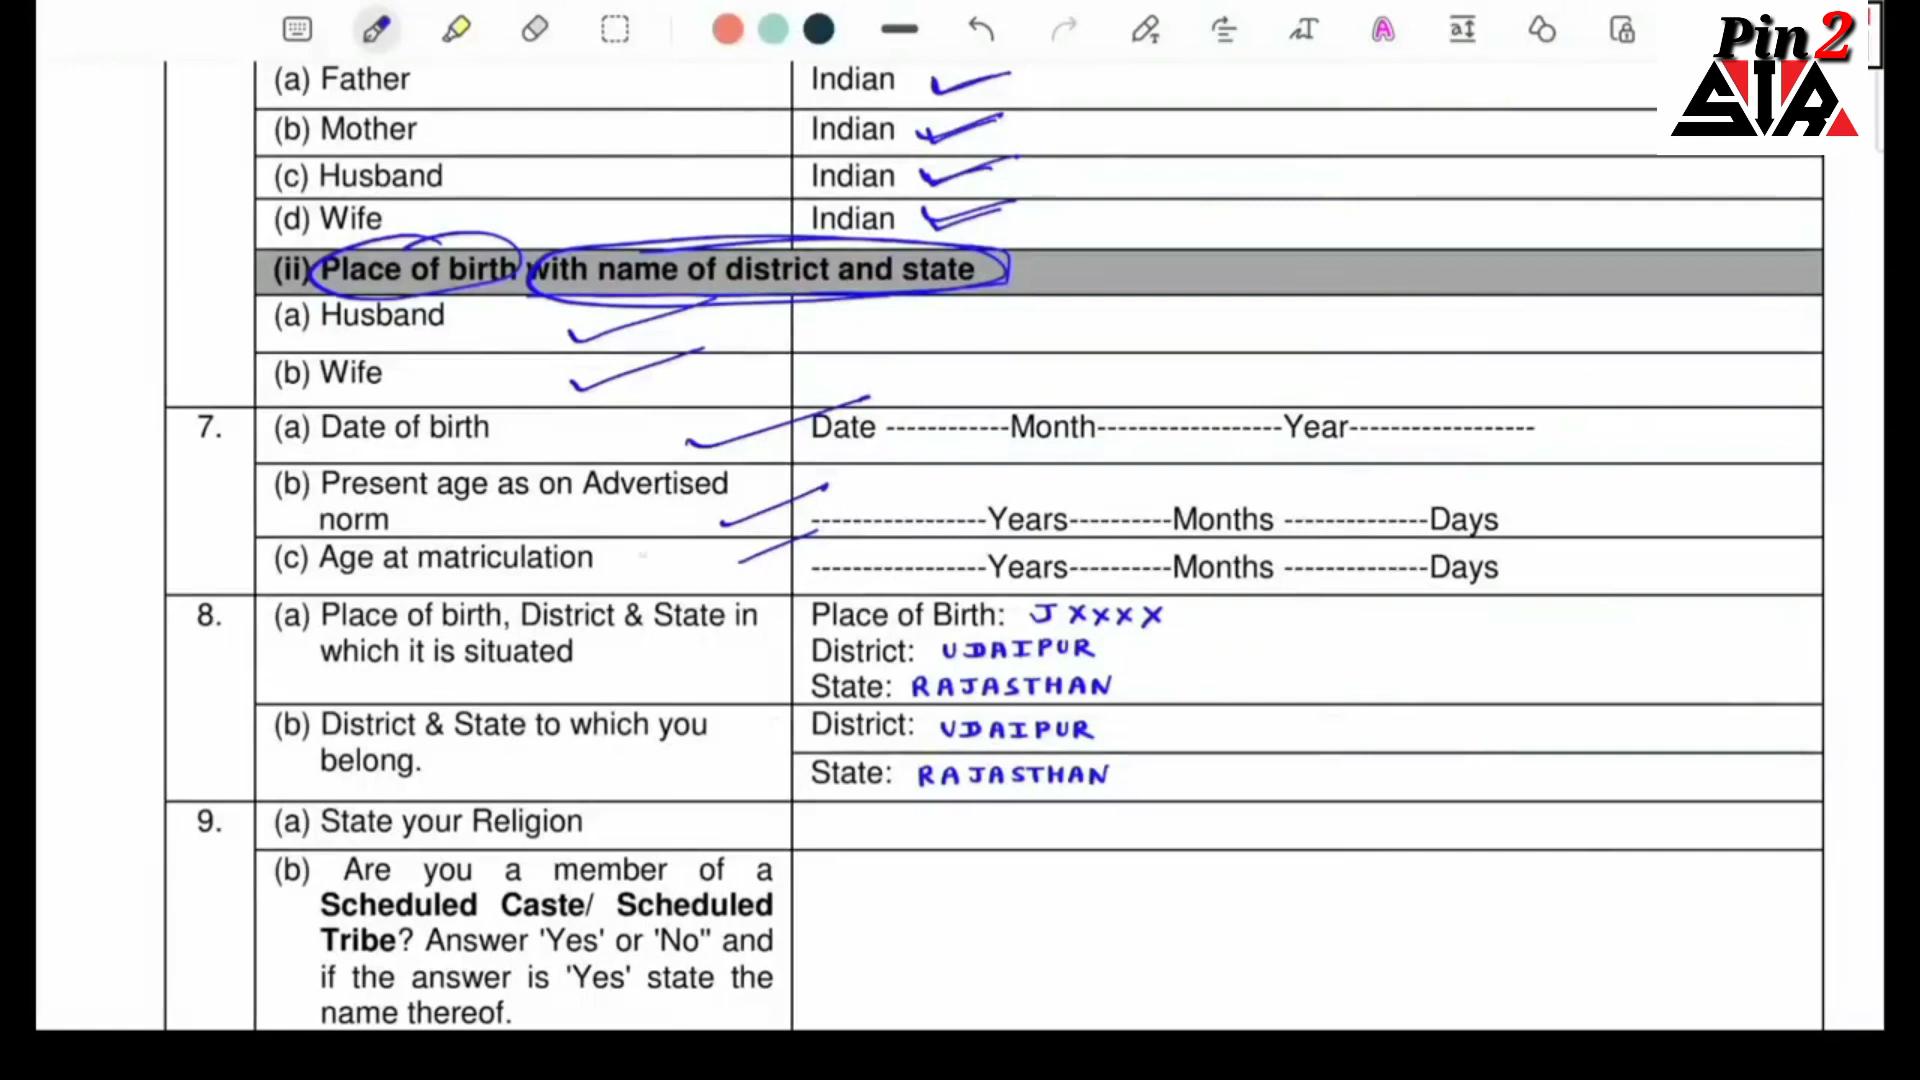 Pin2
STAR
(a) Father Indian
(b) Mother Indian
(c) Husband Indian
(d) Wife Indian
(ii) Place of birth with name of district and state
(a) Husband
(b) Wife
7. (a) Date of birth Date ------------Month-----------------Year------------------
(b) Present age as on Advertised
norm -----------------Years----------Months --------------Days
(c) Age at matriculation -----------------Years----------Months --------------Days
8. (a) Place of birth, District & State in Place of Birth: JXXXX
which it is situated District: UDAIPUR
State: RAJASTHAN
(b) District & State to which you District: UDAIPUR
belong. State: RAJASTHAN
9. (a) State your Religion
(b) Are you a member of a
Scheduled Caste/ Scheduled
Tribe? Answer 'Yes' or 'No" and
if the answer is 'Yes' state the
name thereof.